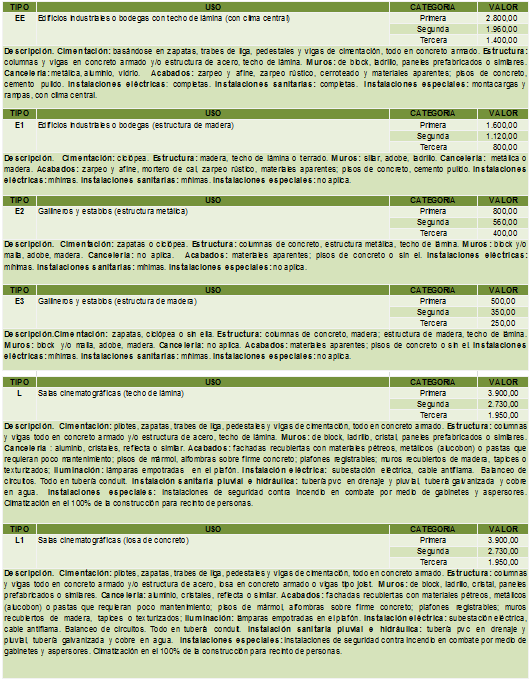 TIPO USO CATEGORIA VALOR
EE Edificios industriales o bodegas con techo de lámina (con clima central) Primera 2.800,00
Segunda 1.960,00
Tercera 1.400,00
Descripción. Cimentación: basándose en zapatas, trabes de liga, pedestales y vigas de cimentación, todo en concreto armado. Estructura:
columnas y vigas en concreto armado y/o estructura de acero, techo de lámina. Muros: de block, ladrillo, paneles prefabricados o similares.
Cancelería: metálica, aluminio, vidrio. Acabados: zarpeo y afine, zarpeo rústico, cerroteado y materiales aparentes; pisos de concreto,
cemento pulido. Instalaciones eléctricas: completas. Instalaciones sanitarias: completas. Instalaciones especiales: montacargas y
rampas, con clima central.
TIPO USO CATEGORIA VALOR
E1 Edificios industriales o bodegas (estructura de madera) Primera 1.600,00
Segunda 1.120,00
Tercera 800,00
Descripción. Cimentación: ciclópea. Estructura: madera, techo de lámina o terrado. Muros: sillar, adobe, ladrillo. Cancelería: metálica o
madera. Acabados: zarpeo y afine, mortero de cal, zarpeo rústico, materiales aparentes; pisos de concreto, cemento pulido. Instalaciones
eléctricas: mínimas. Instalaciones sanitarias: mínimas. Instalaciones especiales: no aplica.
TIPO USO CATEGORIA VALOR
E2 Gallineros y establos (estructura metálica) Primera 800,00
Segunda 560,00
Tercera 400,00
Descripción. Cimentación: zapatas o ciclópea. Estructura: columnas de concreto, estructura metálica, techo de lámina. Muros: block y/o
malla, adobe, madera. Cancelería: no aplica. Acabados: materiales aparentes; pisos de concreto o sin el. Instalaciones eléctricas:
mínimas. Instalaciones sanitarias: mínimas. Instalaciones especiales: no aplica.
TIPO USO CATEGORIA VALOR
E3 Gallineros y establos (estructura de madera) Primera 500,00
Segunda 350,00
Tercera 250,00
Descripción.Cimentación: zapatas, ciclópea o sin ella. Estructura: columnas de concreto, madera; estructura de madera, techo de lámina.
Muros: block y/o malla, adobe, madera. Cancelería: no aplica. Acabados: materiales aparentes; pisos de concreto o sin el. Instalaciones
eléctricas: mínimas. Instalaciones sanitarias: mínimas. Instalaciones especiales: no aplica.
TIPO USO CATEGORIA VALOR
L Salas cinematográficas (techo de lámina) Primera 3.900,00
Segunda 2.730,00
Tercera 1.950,00
Descripción. Cimentación: pilotes, zapatas, trabes de liga, pedestales y vigas de cimentación, todo en concreto armado. Estructura: columnas
y vigas todo en concreto armado y/o estructura de acero, techo de lámina. Muros: de block, ladrillo, cristal, paneles prefabricados o similares.
Cancelería : aluminio, cristales, reflecta o similar. Acabados: fachadas recubiertas con materiales pétreos, metálicos (alucobon) o pastas que
requieran poco mantenimiento; pisos de mármol, alfombras sobre firme concreto; plafones registrables; muros recubiertos de madera, tapices o
texturizados; Iluminación: lámparas empotradas en el plafón. Instalación eléctrica: subestación eléctrica, cable antiflama. Balanceo de
circuitos. Todo en tubería conduit. Instalación sanitaria pluvial e hidráulica: tubería pvc en drenaje y pluvial, tubería galvanizada y cobre
en agua. Instalaciones especiales: Instalaciones de seguridad contra incendio en combate por medio de gabinetes y aspersores.
Climatización en el 100% de la construcción para recinto de personas.
TIPO USO CATEGORIA VALOR
L1 Salas cinematográficas (losa de concreto) Primera 3.900,00
Segunda 2.730,00
Tercera 1.950,00
Descripción. Cimentación: pilotes, zapatas, trabes de liga, pedestales y vigas de cimentación, todo en concreto armado. Estructura: columnas
y vigas todo en concreto armado y/o estructura de acero, losa en concreto armado o vigas tipo joist. Muros: de block, ladrillo, cristal, paneles
prefabricados o similares. Cancelería: aluminio, cristales, reflecta o similar. Acabados: fachadas recubiertas con materiales pétreos, metálicos
(alucobon) o pastas que requieran poco mantenimiento; pisos de mármol, alfombras sobre firme concreto; plafones registrables; muros
recubiertos de madera, tapices o texturizados; Iluminación: lámparas empotradas en el plafón. Instalación eléctrica: subestación eléctrica,
cable antiflama. Balanceo de circuitos. Todo en tubería conduit. Instalación sanitaria pluvial e hidráulica: tubería pvc en drenaje y
pluvial, tubería galvanizada y cobre en agua. Instalaciones especiales: Instalaciones de seguridad contra incendio en combate por medio de
gabinetes y aspersores. Climatización en el 100% de la construcción para recinto de personas.